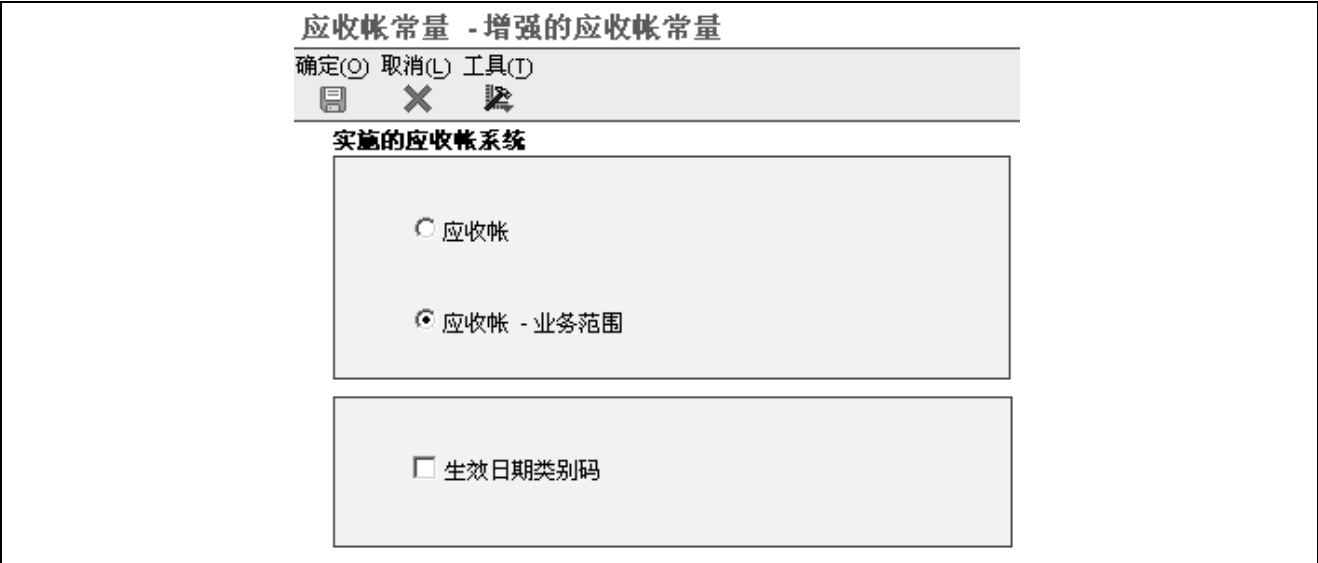 应收帐常量 -增强的应收帐常量
确定(O) 取消(L) 工具(T)
实施的应收帐系统
应收帐
应收帐 - 业务范围
生效日期类别码